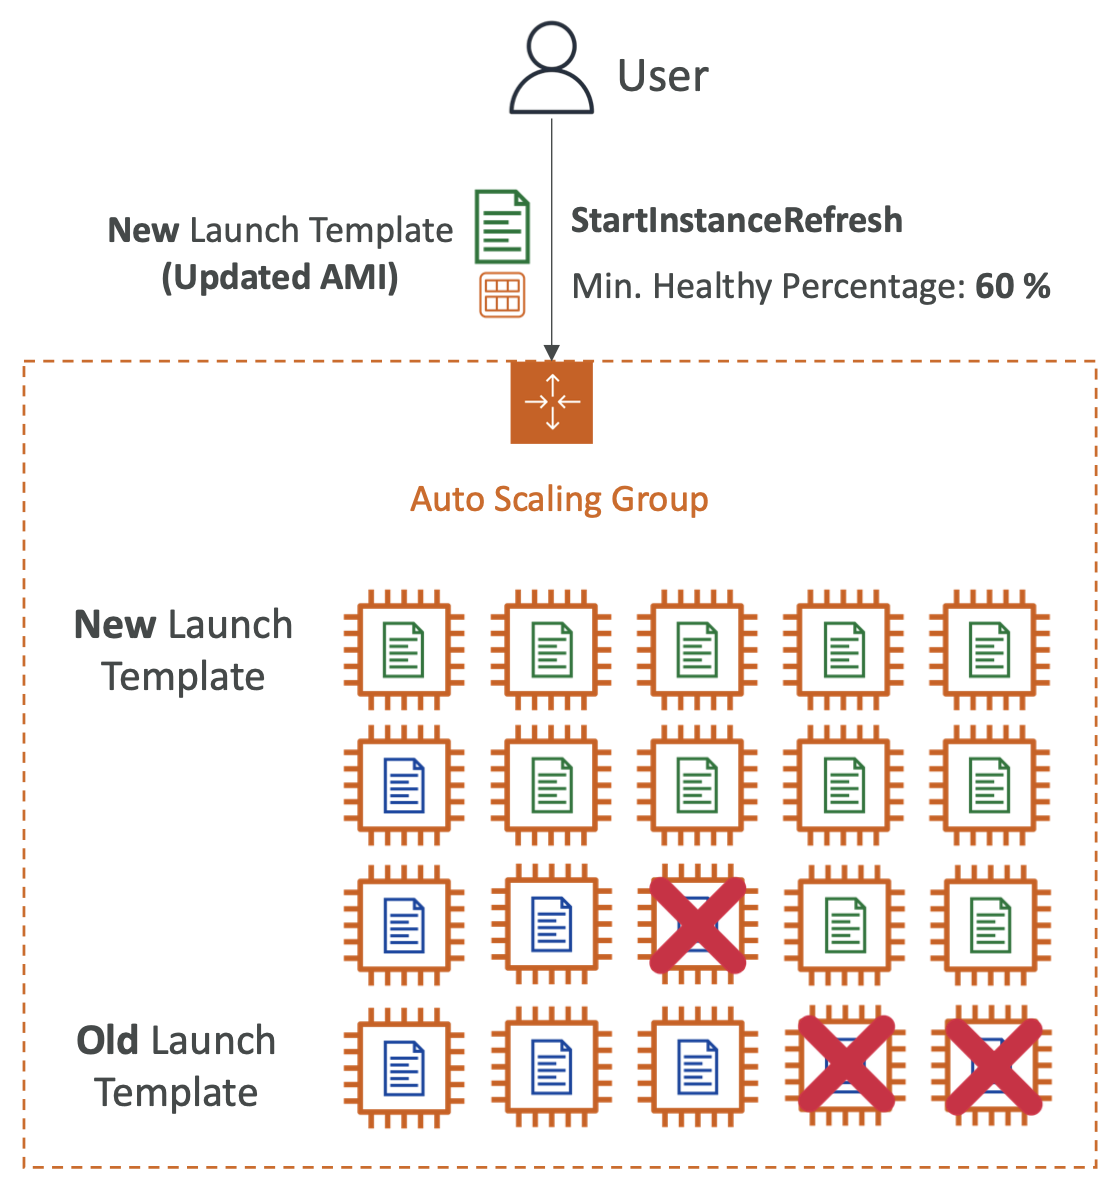 User
New Launch Template
(Updated AMI)
StartInstanceRefresh
Min. Healthy Percentage: 60 %
Auto Scaling Group
New Launch
Template
Old Launch
Template